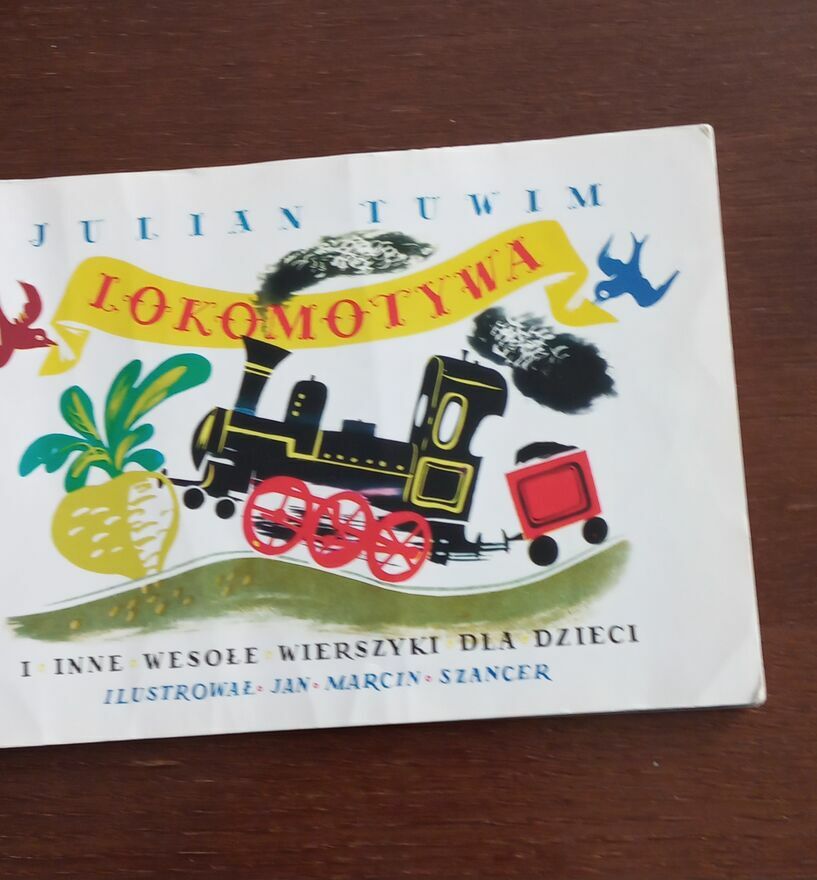 JULIAN TUWIM
LOKOMOTYWA
I INNE WESOŁE WIERSZYKI DLA DZIECI
ILUSTROWAŁ JAN MARCIN SZANCER